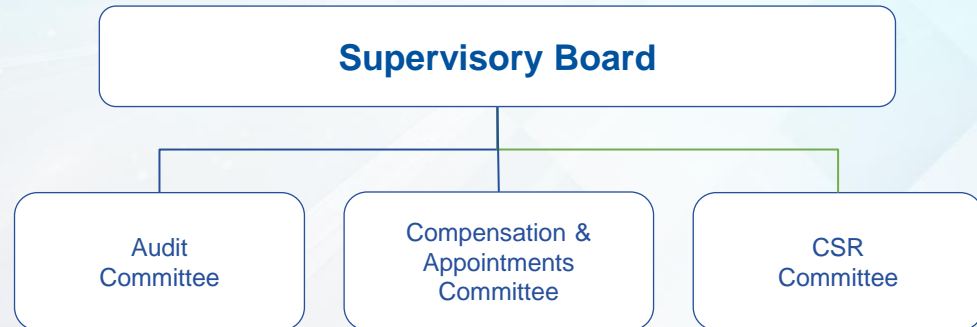 Supervisory Board
Audit
Committee
Compensation &
Appointments
Committee
CSR
Committee